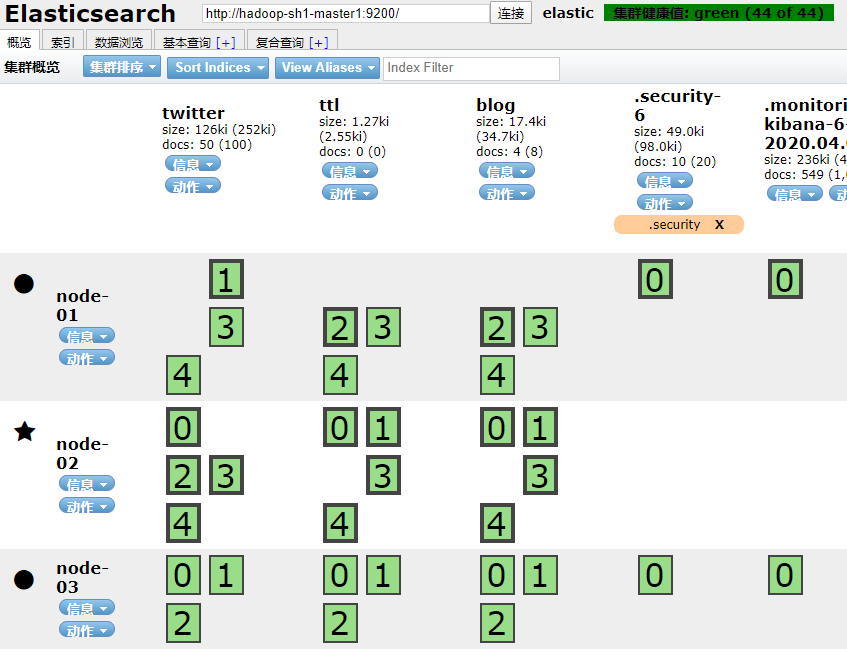 Elasticsearch http://hadoop-sh1-master1:9200/ 连接 elastic 集群健康值: green (44 of 44)
概览 索引 数据浏览 基本查询 [+] 复合查询 [+]
集群概览 集群排序 Sort Indices View Aliases Index Filter
twitter
size: 126ki (252ki)
docs: 50 (100)
信息
动作
ttl
size: 1.27ki
(2.55ki)
docs: 0 (0)
信息
动作
blog
size: 17.4ki
(34.7ki)
docs: 4 (8)
信息
动作
.security-
6
size: 49.0ki
(98.0ki)
docs: 10 (20)
信息
动作
.security X
.monitori
kibana-6-
2020.04.
size: 236ki (4
docs: 549 (1,
信息
node-
01
信息
动作
1 0 0
3 2 3 2 3
4 4 4
node-
02
信息
动作
0 0 1 0 1
2 3 3 3
4 4 4
node-
03
信息
动作
0 1 0 1 0 1 0 0
2 2 2